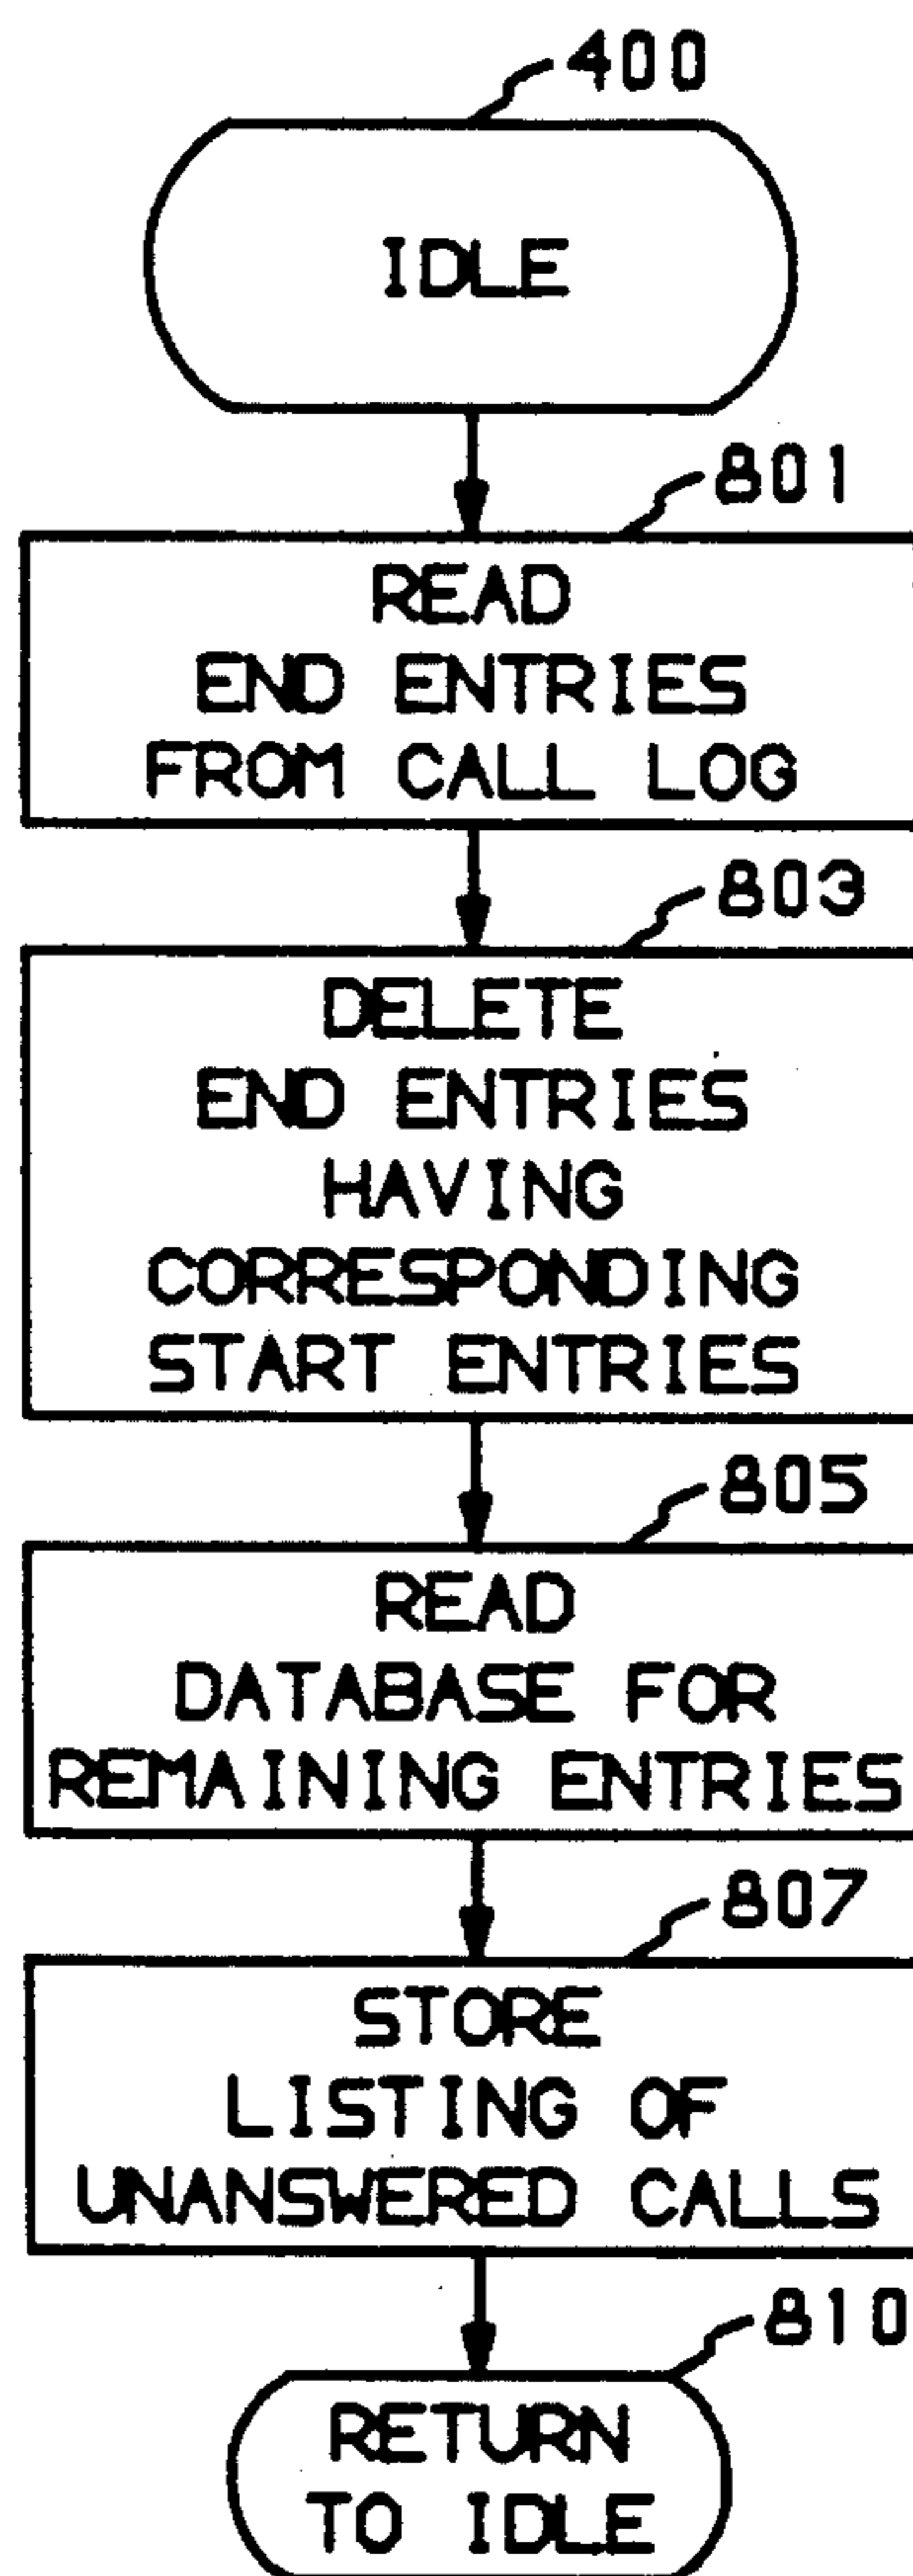 400
IDLE
801
READ
END ENTRIES
FROM CALL LOG
803
DELETE
END ENTRIES
HAVING
CORRESPONDING
START ENTRIES
805
READ
DATABASE FOR
REMAINING ENTRIES
807
STORE
LISTING OF
UNANSWERED CALLS
810
RETURN
TO IDLE